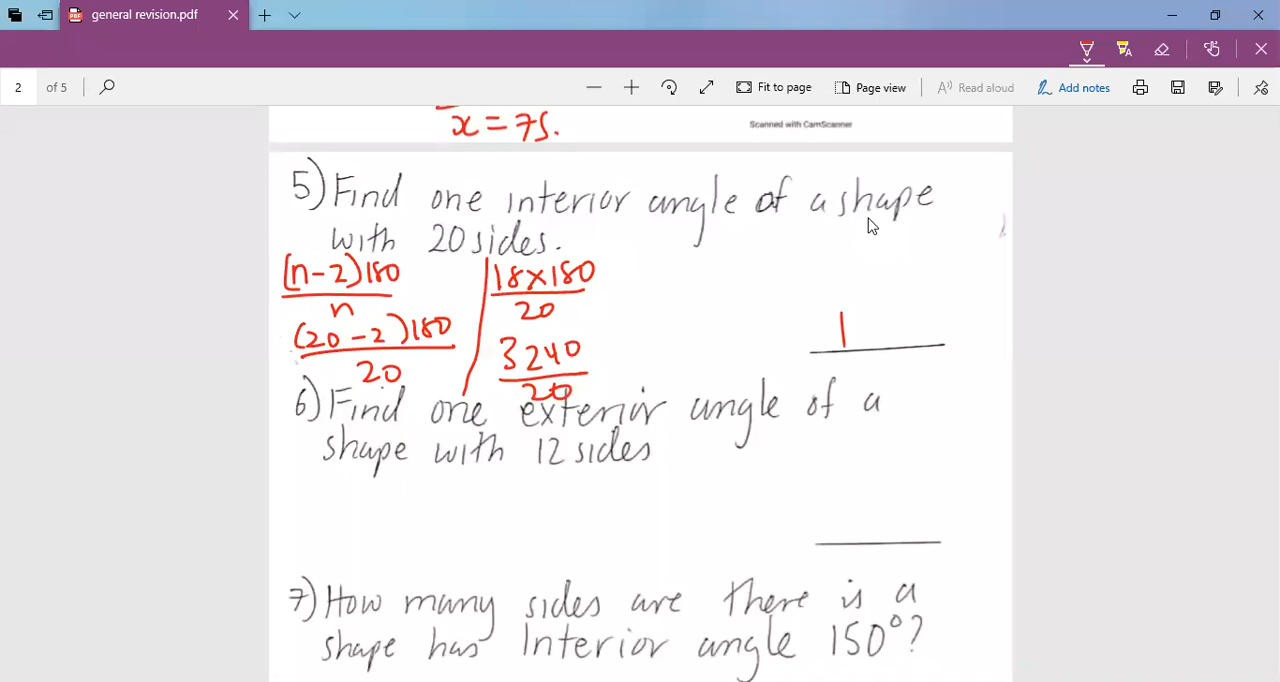 general revision.pdf
2 of 5
Fit to page
Page view
Read aloud
Add notes
x = 75.
Scanned with CamScanner
5) Find one interior angle of a shape
with 20 sides.
(n-2)180
n
(20-2)180
20
18×180
20
3240
20
1
6) Find one exterior angle of a
shape with 12 sides
7) How many sides are there is a
shape has Interior angle 150°?